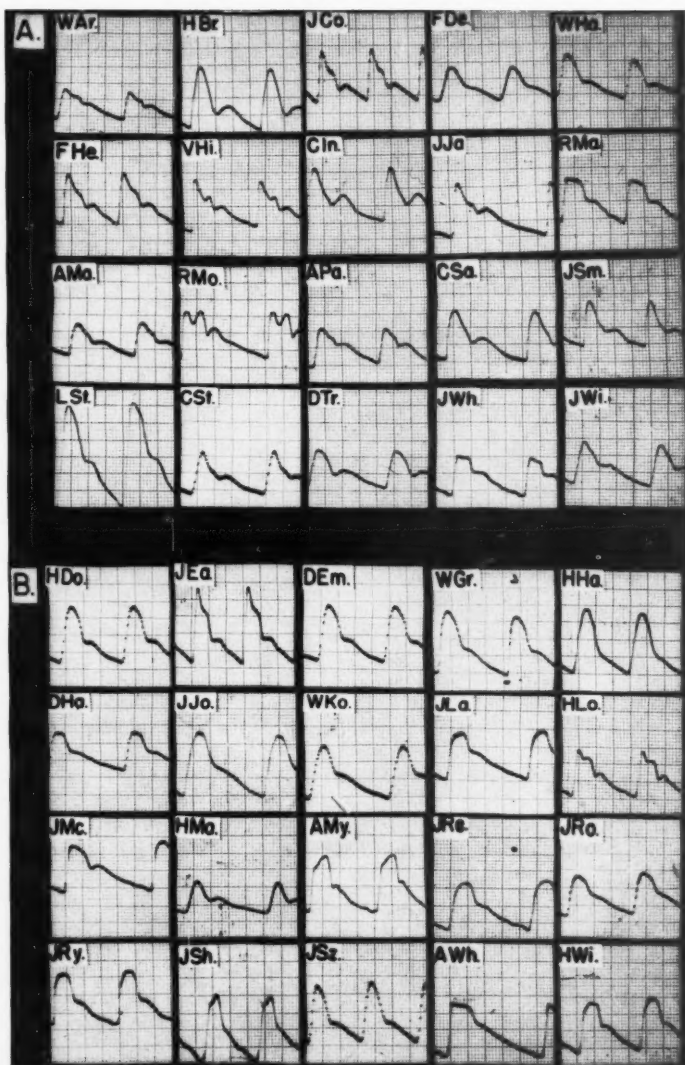 A.
WAr. HBr. JCo. FDe. WHa.
FHe. VHi. CIn. JJa RMa.
AMa. RMo. APa. CSa. JSm.
LSt. CSt. DTr. JWh. JWi.
B.
HDo. JEa. DEm. WGr. HHa.
DHa. JJo. WKo. JLa. HLo.
JMc. HMo. AMy. JRe. JRo.
JRy. JSh. JSz. AWh. HWi.